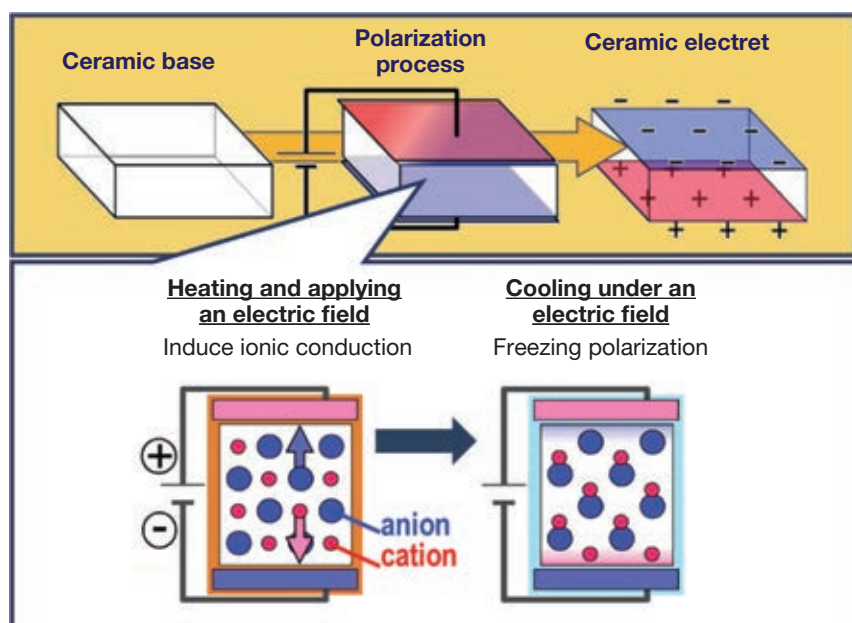 Ceramic base
Polarization
process
Ceramic electret
- - -
- - -
- - -
+ + +
+ + +
+ + +
Heating and applying
an electric field
Induce ionic conduction
Cooling under an
electric field
Freezing polarization
+
-
anion
cation